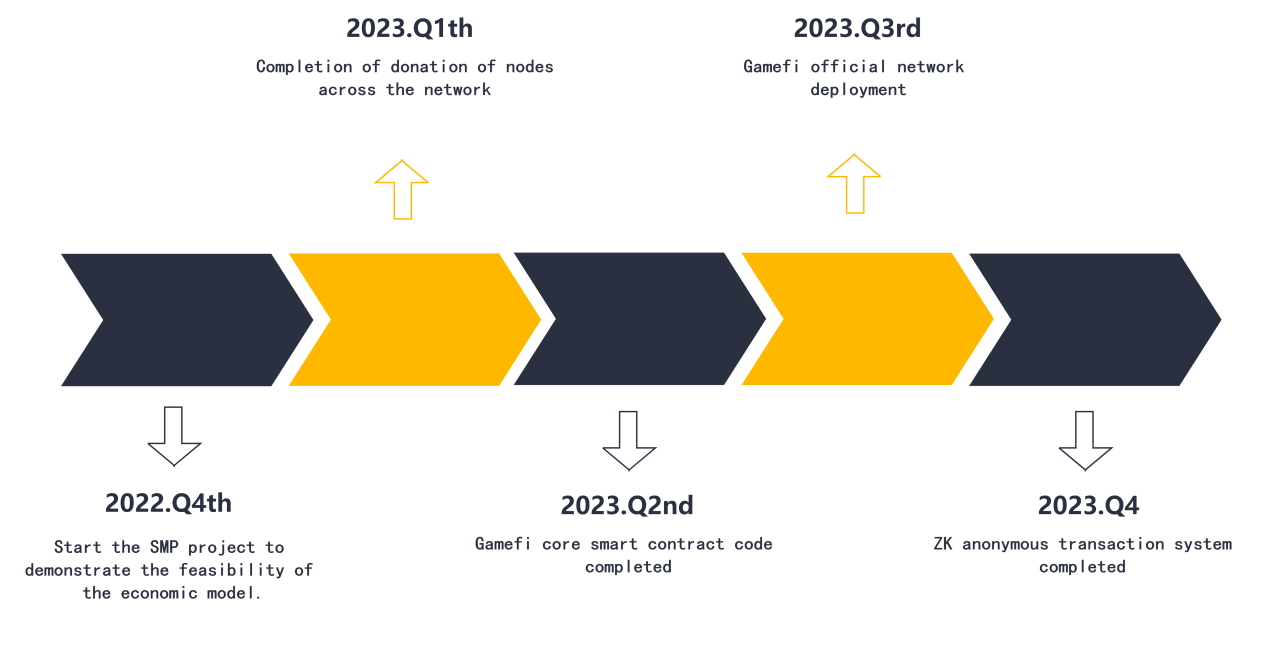 2023.Q1th
Completion of donation of nodes
across the network
2023.Q3rd
Gamefi official network
deployment
2022.Q4th
Start the SMP project to
demonstrate the feasibility of
the economic model.
2023.Q2nd
Gamefi core smart contract code
completed
2023.Q4
ZK anonymous transaction system
completed